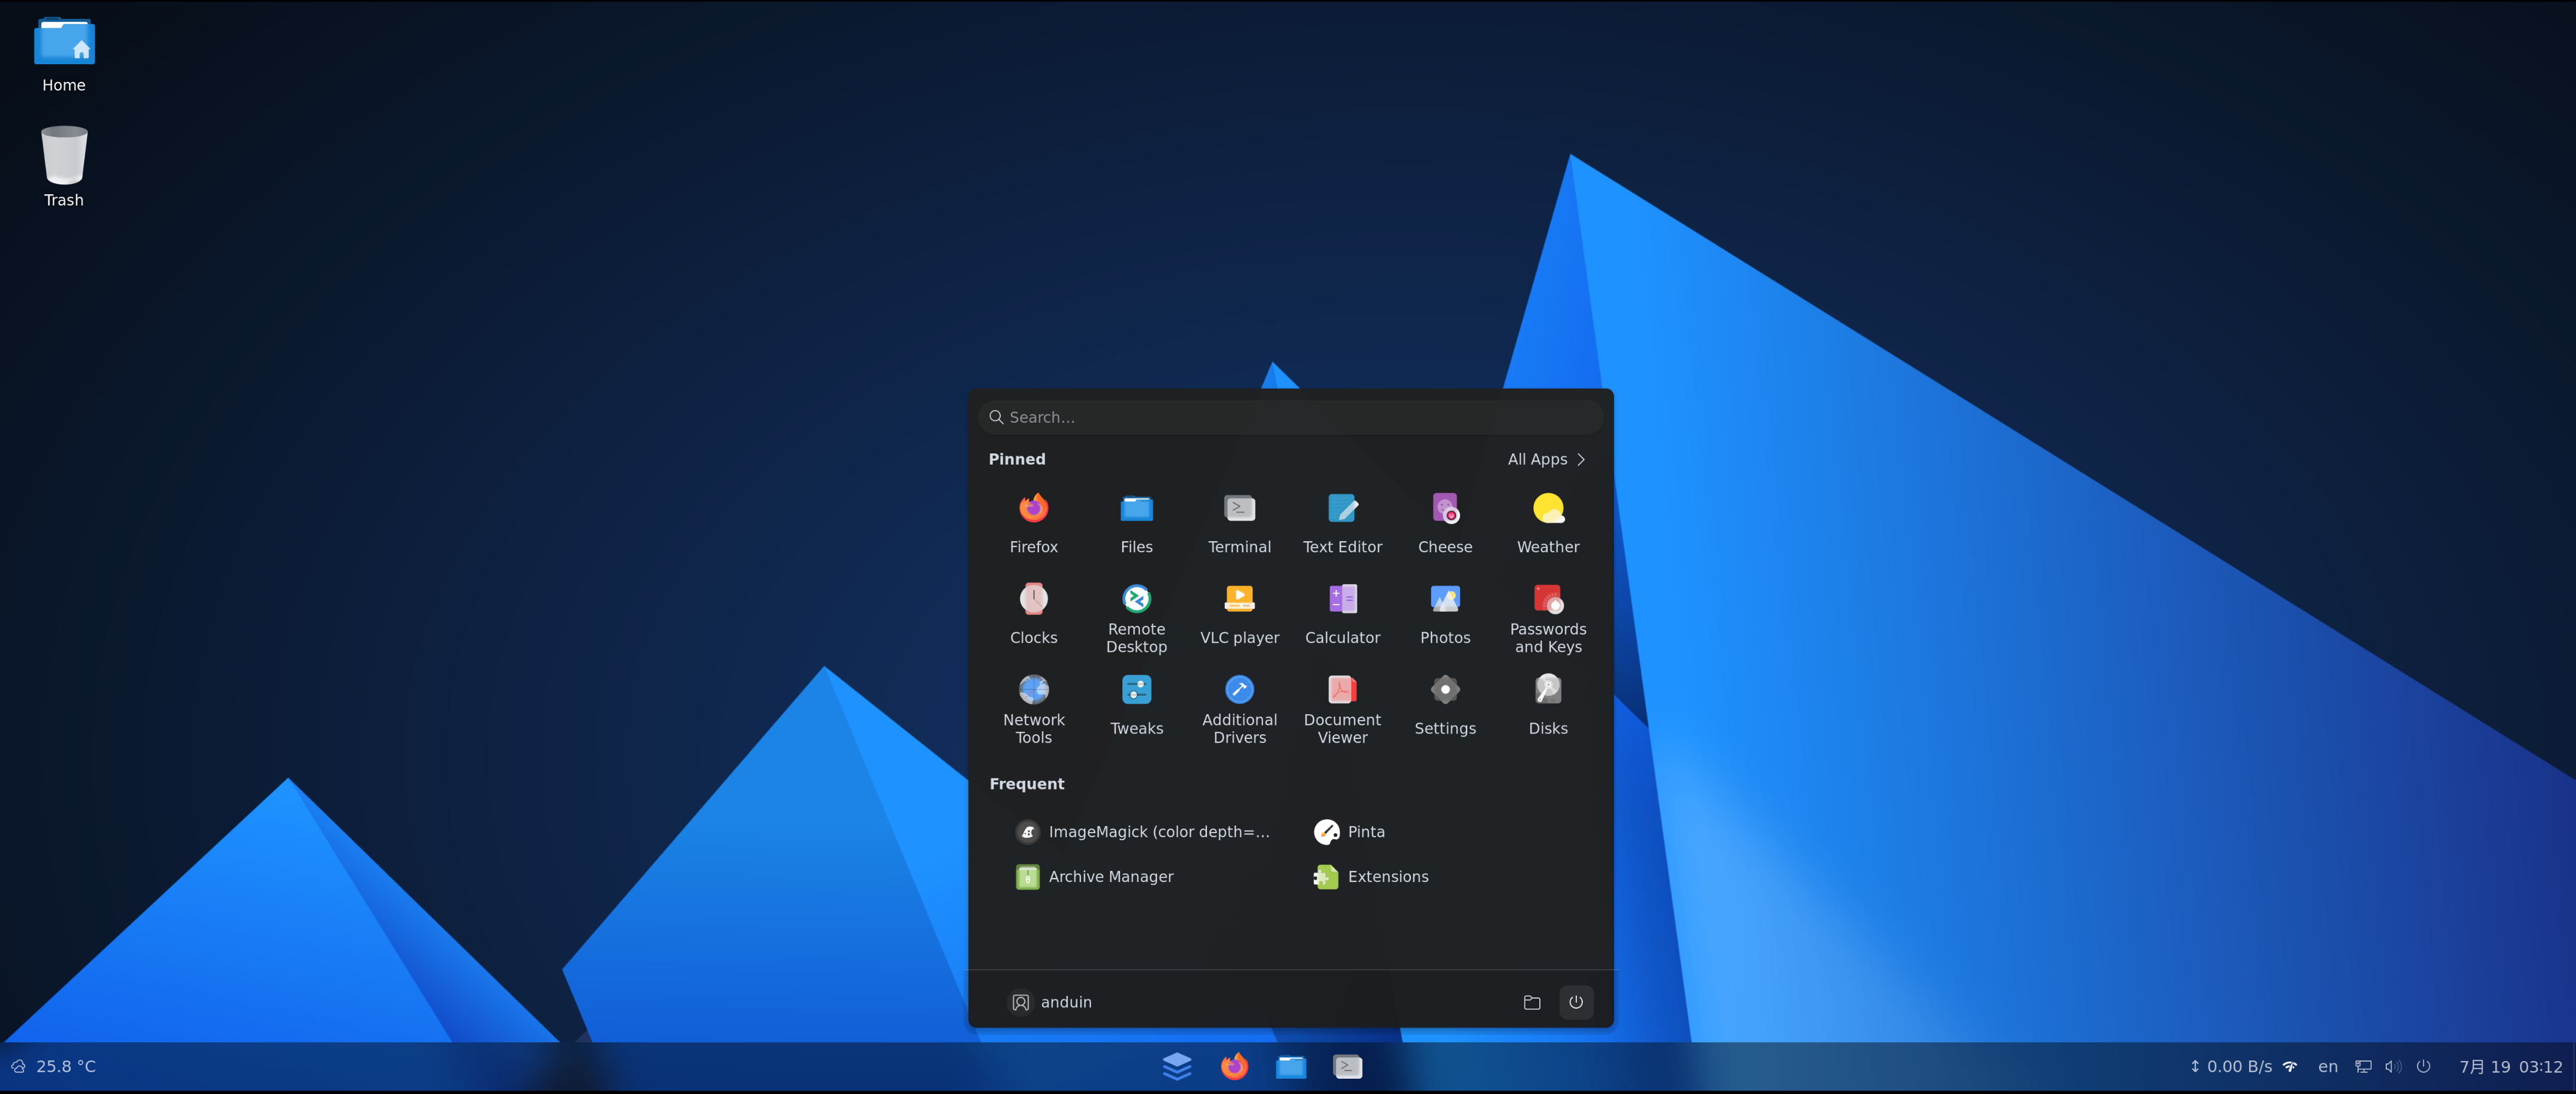 Home
Trash
Search...
Pinned
All Apps
Firefox
Files
Terminal
Text Editor
Cheese
Weather
Clocks
Remote
Desktop
VLC player
Calculator
Photos
Passwords
and Keys
Network
Tools
Tweaks
Additional
Drivers
Document
Viewer
Settings
Disks
Frequent
ImageMagick (color depth=...
Pinta
Archive Manager
Extensions
anduin
25.8 °C
0.00 B/s
en
7月 19 03:12